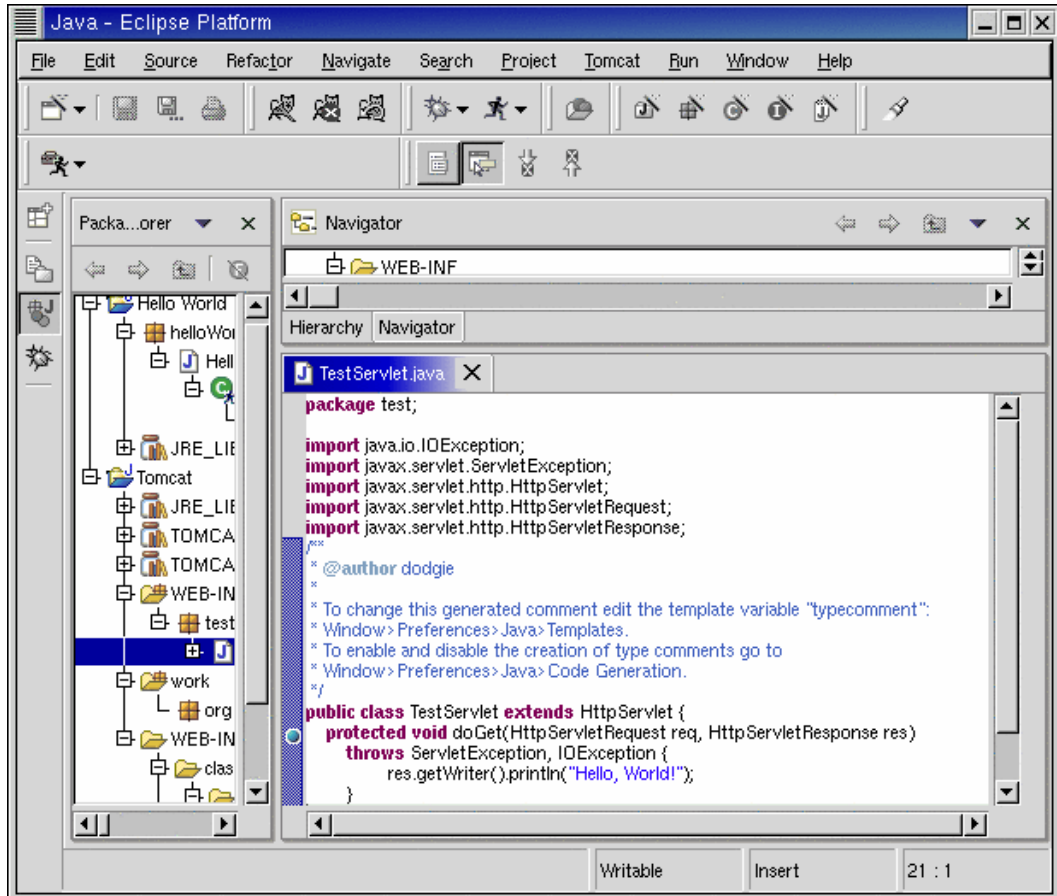 Java - Eclipse Platform
File Edit Source Refactor Navigate Search Project Tomcat Run Window Help
Packa...orer
Hello World
helloWor
Hell
JRE_LIE
Tomcat
JRE_LIE
TOMCA
TOMCA
WEB-IN
test
work
org
WEB-IN
clas
Navigator
WEB-INF
Hierarchy Navigator
TestServlet.java
package test;
import java.io.IOException;
import javax.servlet.ServletException;
import javax.servlet.http.HttpServlet;
import javax.servlet.http.HttpServletRequest;
import javax.servlet.http.HttpServletResponse;
/**
* @author dodgie
*
* To change this generated comment edit the template variable "typecomment":
* Window>Preferences>Java>Templates.
* To enable and disable the creation of type comments go to
* Window>Preferences>Java>Code Generation.
*/
public class TestServlet extends HttpServlet {
protected void doGet(HttpServletRequest req, HttpServletResponse res)
throws ServletException, IOException {
res.getWriter().println("Hello, World!");
}
Writable Insert 21 : 1